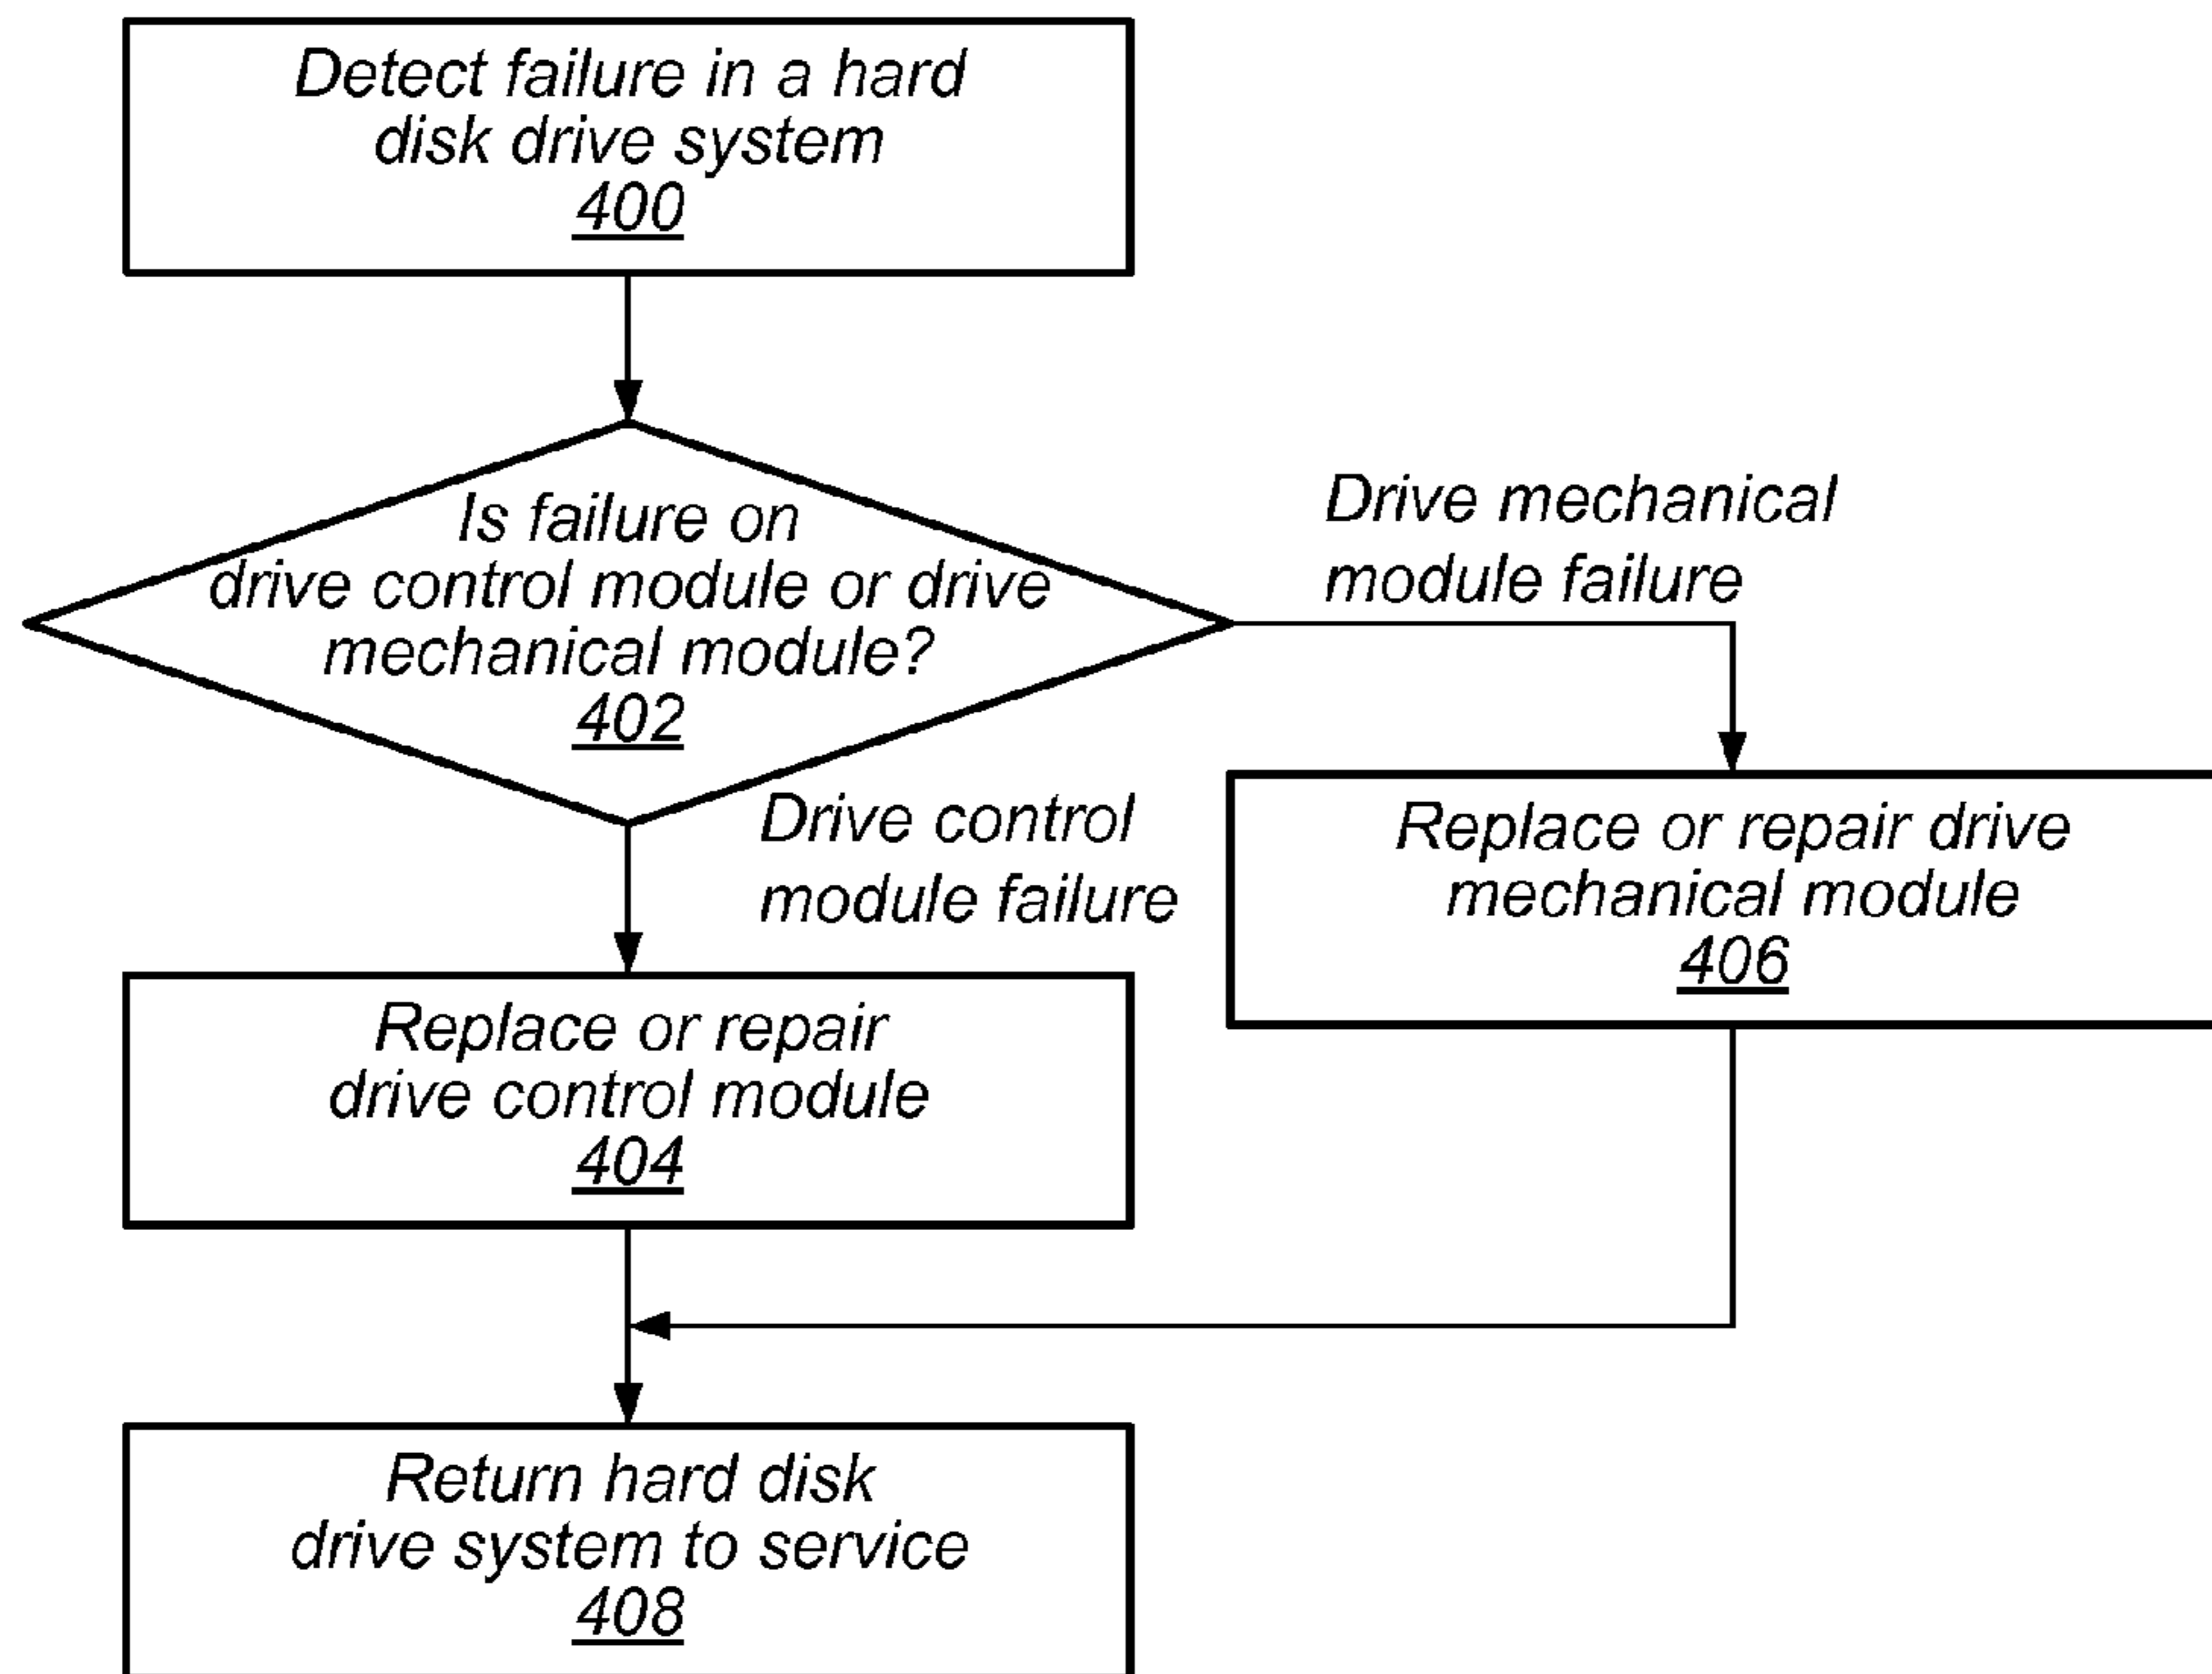 Detect failure in a hard
disk drive system
400
Is failure on
drive control module or drive
mechanical module?
402
Drive mechanical
module failure
Drive control
module failure
Replace or repair drive
mechanical module
406
Replace or repair
drive control module
404
Return hard disk
drive system to service
408